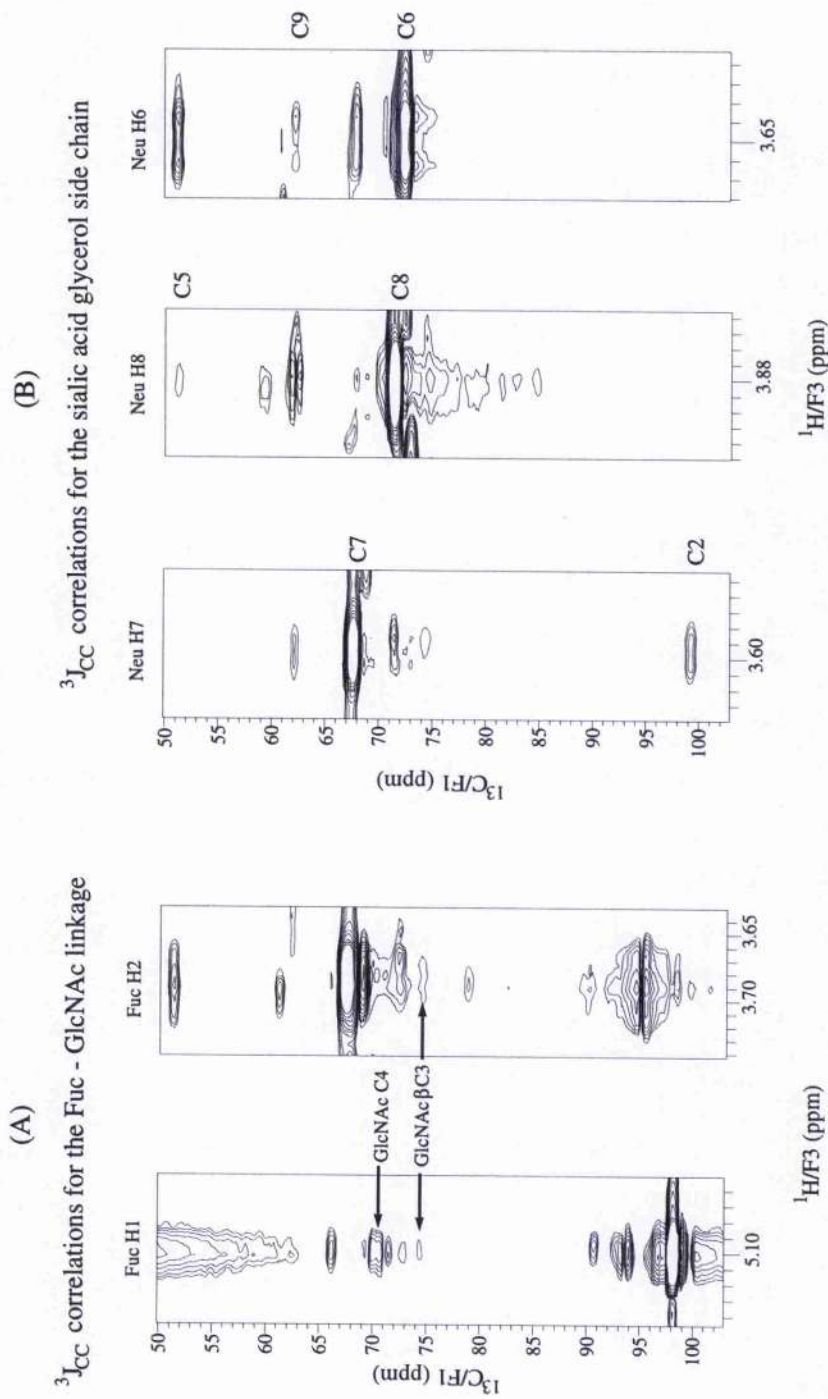 (A)
³J_CC correlations for the Fuc - GlcNAc linkage
Fuc H1
Fuc H2
50
55
60
65
70
75
80
85
90
95
100
¹³C/F1 (ppm)
GlcNAc C4
GlcNAc β C3
5.10
3.70
3.65
¹H/F3 (ppm)
(B)
³J_CC correlations for the sialic acid glycerol side chain
Neu H7
Neu H8
Neu H6
50
55
60
65
70
75
80
85
90
95
100
¹³C/F1 (ppm)
C7
C2
C5
C8
C9
C6
3.60
3.88
3.65
¹H/F3 (ppm)